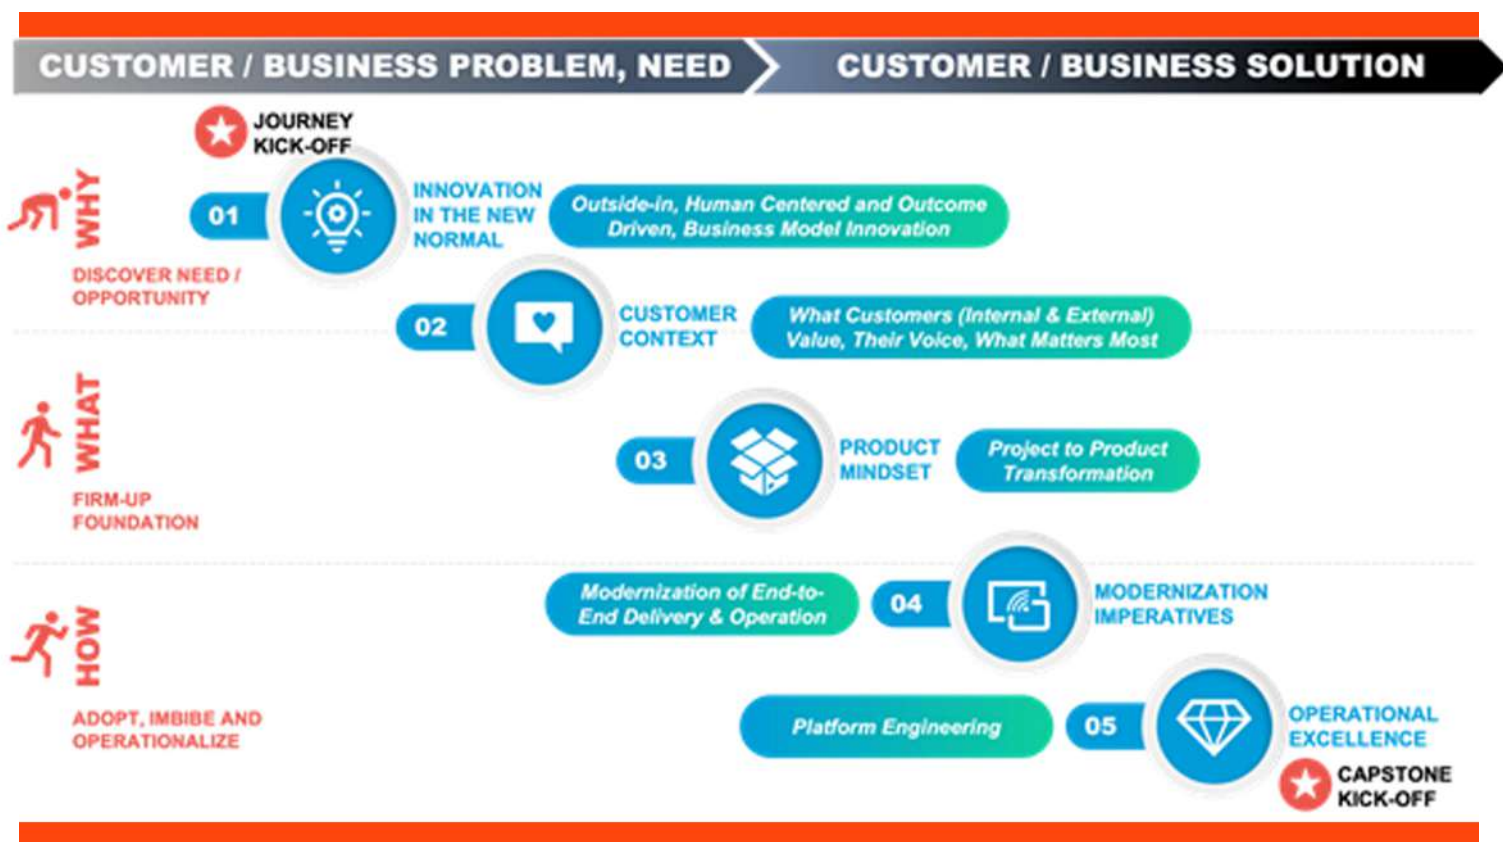 CUSTOMER / BUSINESS PROBLEM, NEED
CUSTOMER / BUSINESS SOLUTION
JOURNEY
KICK-OFF
WHY
DISCOVER NEED /
OPPORTUNITY
01
INNOVATION
IN THE NEW
NORMAL
Outside-in, Human Centered and Outcome
Driven, Business Model Innovation
02
CUSTOMER
CONTEXT
What Customers (Internal & External)
Value, Their Voice, What Matters Most
WHAT
FIRM-UP
FOUNDATION
03
PRODUCT
MINDSET
Project to Product
Transformation
HOW
ADOPT, IMBIBE AND
OPERATIONALIZE
Modernization of End-to-
End Delivery & Operation
04
MODERNIZATION
IMPERATIVES
Platform Engineering
05
OPERATIONAL
EXCELLENCE
CAPSTONE
KICK-OFF